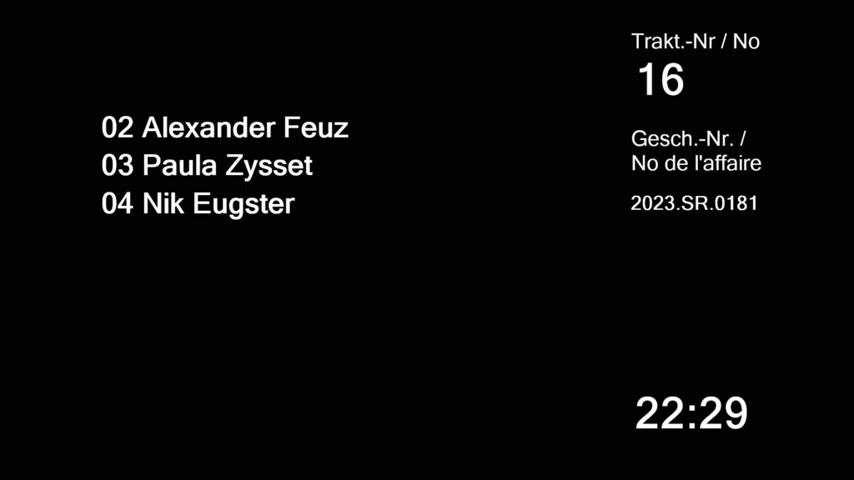 02 Alexander Feuz
03 Paula Zysset
04 Nik Eugster
Trakt.-Nr / No
16
Gesch.-Nr. /
No de l'affaire
2023.SR.0181
22:29